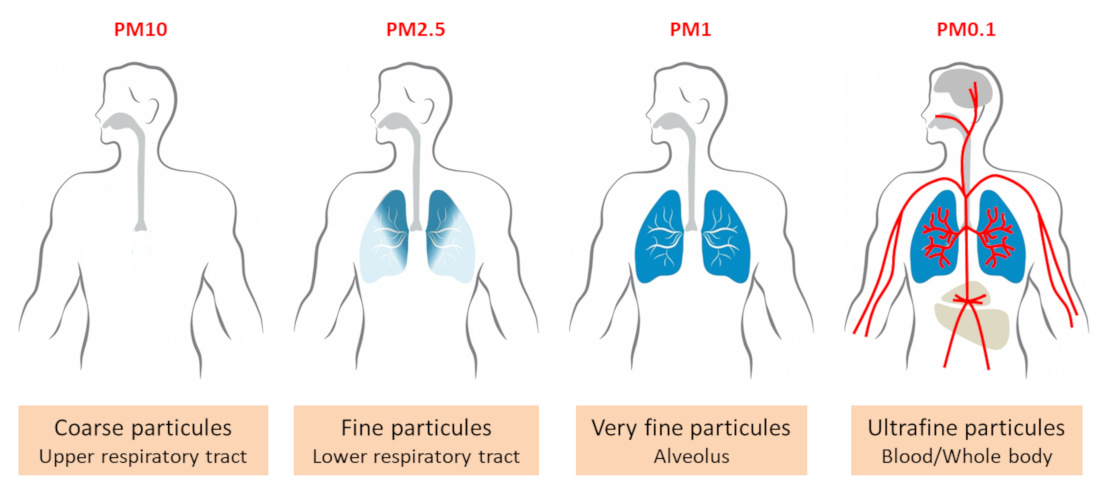 PM10
PM2.5
PM1
PM0.1
Coarse particules
Upper respiratory tract
Fine particules
Lower respiratory tract
Very fine particules
Alveolus
Ultrafine particules
Blood/Whole body